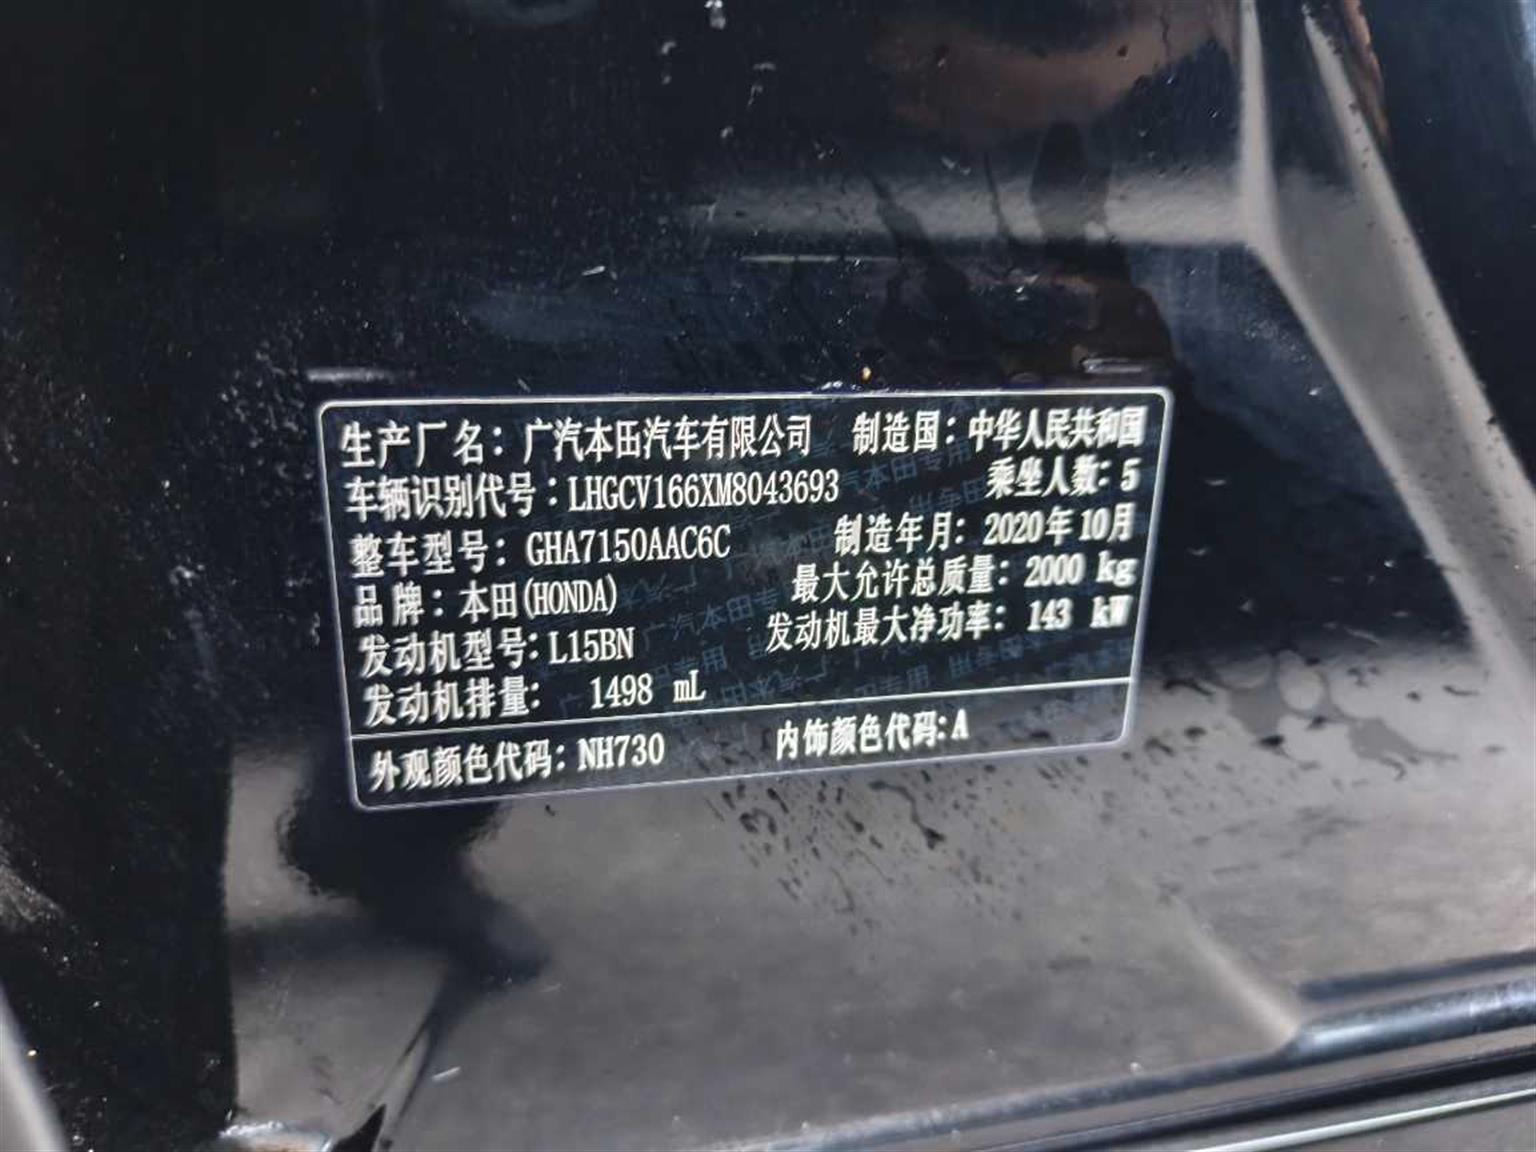 生产厂名：广汽本田汽车有限公司 制造国：中华人民共和国
车辆识别代号：LHGCV166XM8043693 乘坐人数：5
整车型号：GHA7150AAC6C 制造年月：2020年10月
品牌：本田(HONDA) 最大允许总质量：2000 kg
发动机型号：L15BN 发动机最大净功率：143 kW
发动机排量：1498 mL
外观颜色代码：NH730 内饰颜色代码：A